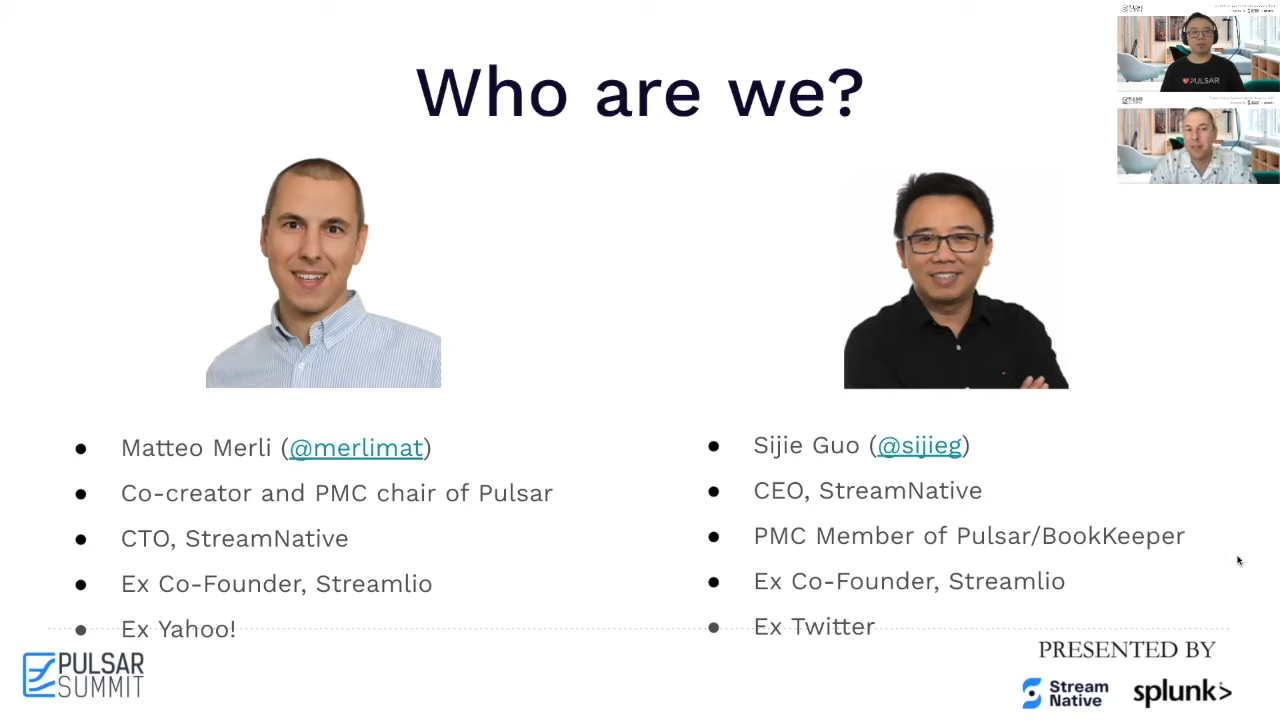 Who are we?
PULSAR
Matteo Merli (@merlimat)
Co-creator and PMC chair of Pulsar
CTO, StreamNative
Ex Co-Founder, Streamlio
Ex Yahoo!
Sijie Guo (@sijieg)
CEO, StreamNative
PMC Member of Pulsar/BookKeeper
Ex Co-Founder, Streamlio
Ex Twitter
PULSAR
SUMMIT
PRESENTED BY
Stream
Native
splunk>